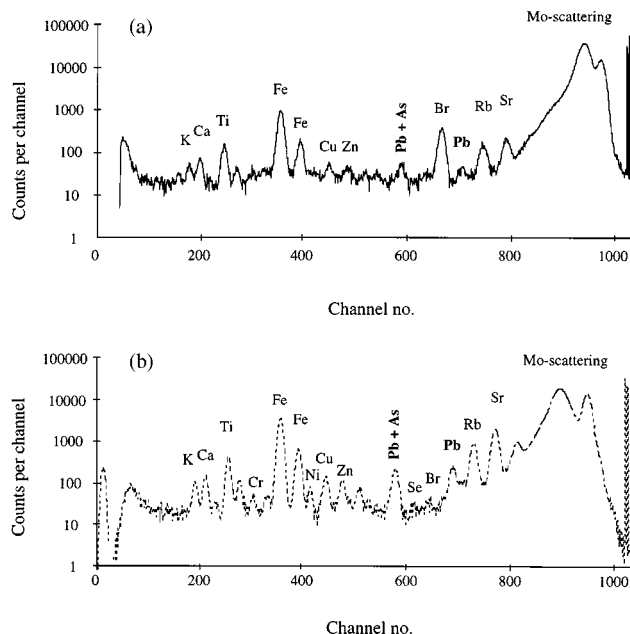 (a)
Mo-scattering
100000
10000
1000
100
10
1
Counts per channel
K
Ca
Ti
Fe
Fe
Cu Zn
Pb + As
Br
Pb
Rb
Sr
0 200 400 600 800 1000
Channel no.
(b)
Mo-scattering
100000
10000
1000
100
10
1
Counts per channel
K
Ca
Ti
Cr
Fe
Fe
Ni
Cu
Zn
Pb + As
Se
Br
Pb
Rb
Sr
0 200 400 600 800 1000
Channel no.